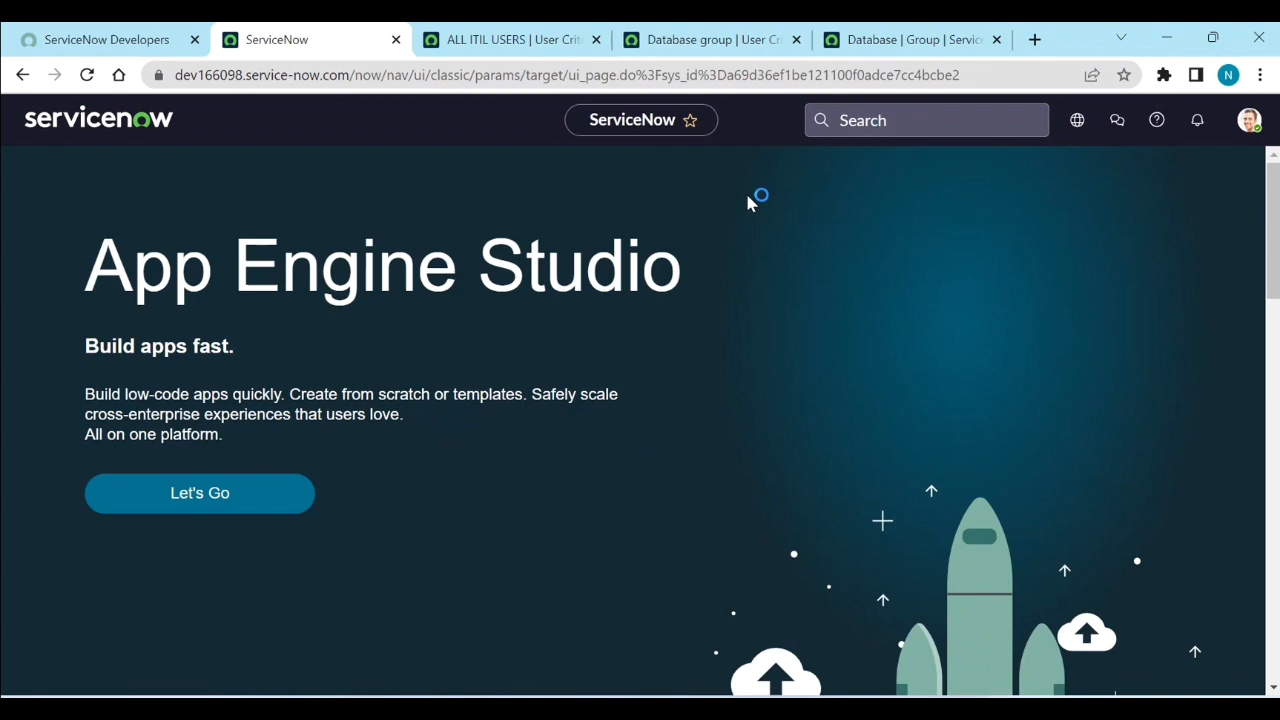 ServiceNow Developers
ServiceNow
ALL ITIL USERS | User Crite
Database group | User Cri
Database | Group | Service
dev166098.service-now.com/now/nav/ui/classic/params/target/ui_page.do%3Fsys_id%3Da69d36ef1be121100f0adce7cc4bcbe2
N
servicenow
ServiceNow
Search
App Engine Studio
Build apps fast.
Build low-code apps quickly. Create from scratch or templates. Safely scale
cross-enterprise experiences that users love.
All on one platform.
Let's Go